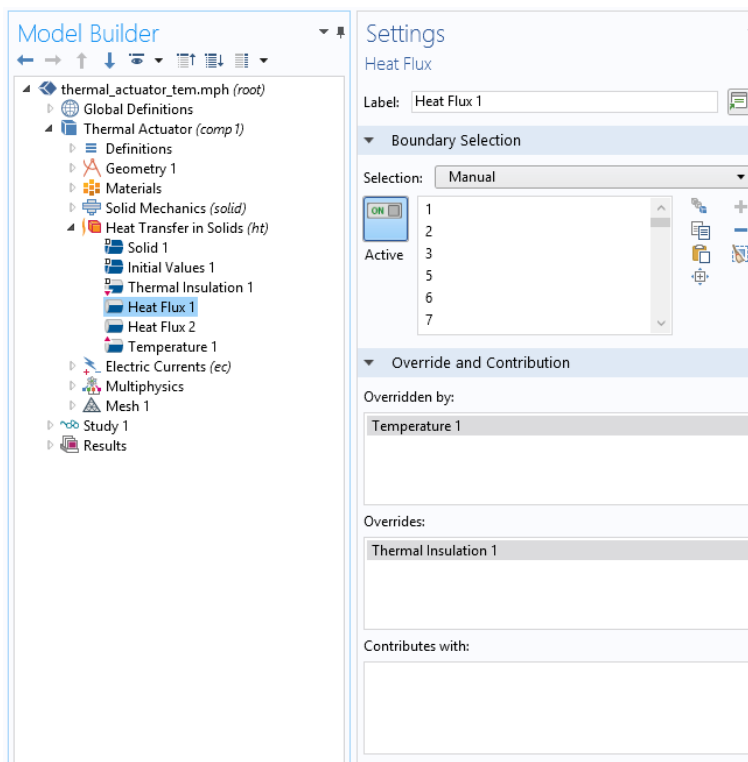 Model Builder
thermal_actuator_tem.mph (root)
Global Definitions
Thermal Actuator (comp1)
Definitions
Geometry 1
Materials
Solid Mechanics (solid)
Heat Transfer in Solids (ht)
Solid 1
Initial Values 1
Thermal Insulation 1
Heat Flux 1
Heat Flux 2
Temperature 1
Electric Currents (ec)
Multiphysics
Mesh 1
Study 1
Results
Settings
Heat Flux
Label: Heat Flux 1
Boundary Selection
Selection: Manual
ON
Active
1
2
3
5
6
7
Override and Contribution
Overridden by:
Temperature 1
Overrides:
Thermal Insulation 1
Contributes with: